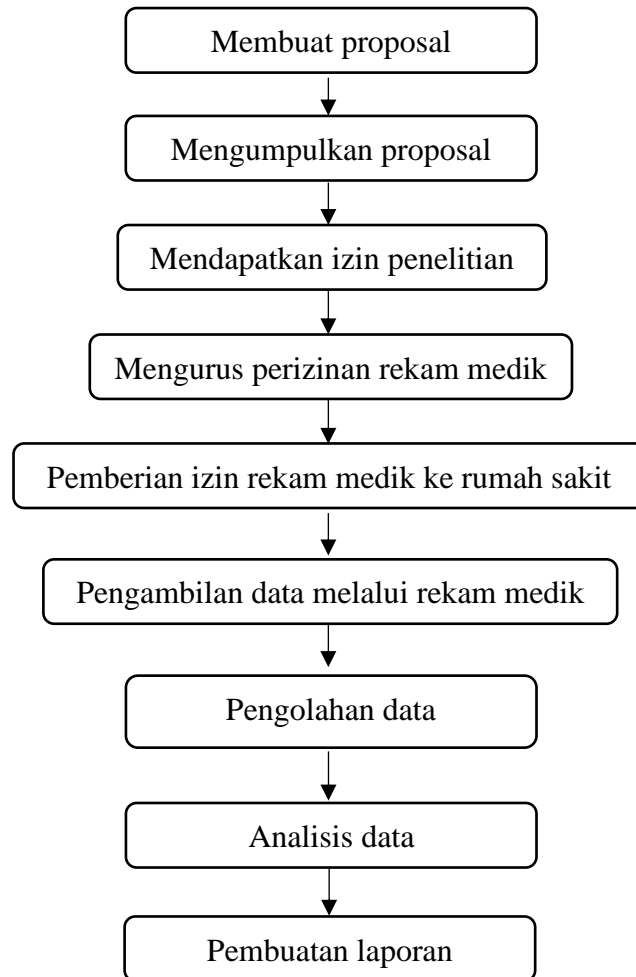 Membuat proposal
Mengumpulkan proposal
Mendapatkan izin penelitian
Mengurus perizinan rekam medik
Pemberian izin rekam medik ke rumah sakit
Pengambilan data melalui rekam medik
Pengolahan data
Analisis data
Pembuatan laporan